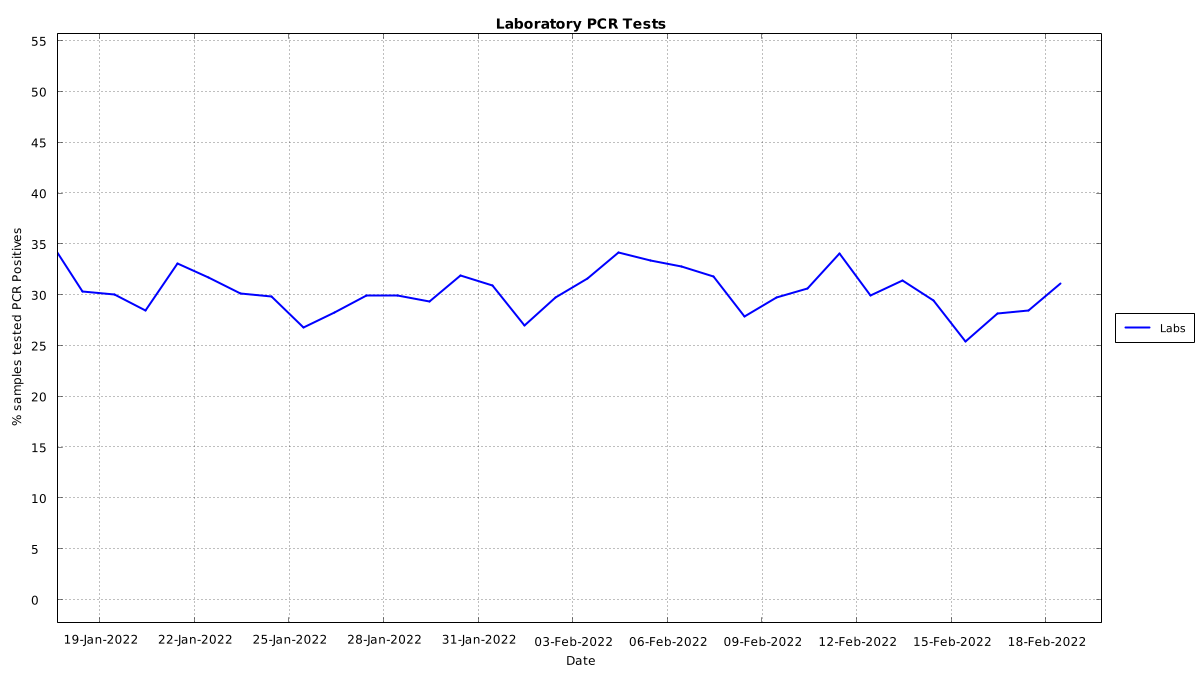 Laboratory PCR Tests
55
50
45
40
35
30
25
20
15
10
5
0
% samples tested PCR Positives
19-Jan-2022 22-Jan-2022 25-Jan-2022 28-Jan-2022 31-Jan-2022 03-Feb-2022 06-Feb-2022 09-Feb-2022 12-Feb-2022 15-Feb-2022 18-Feb-2022
Date
Labs